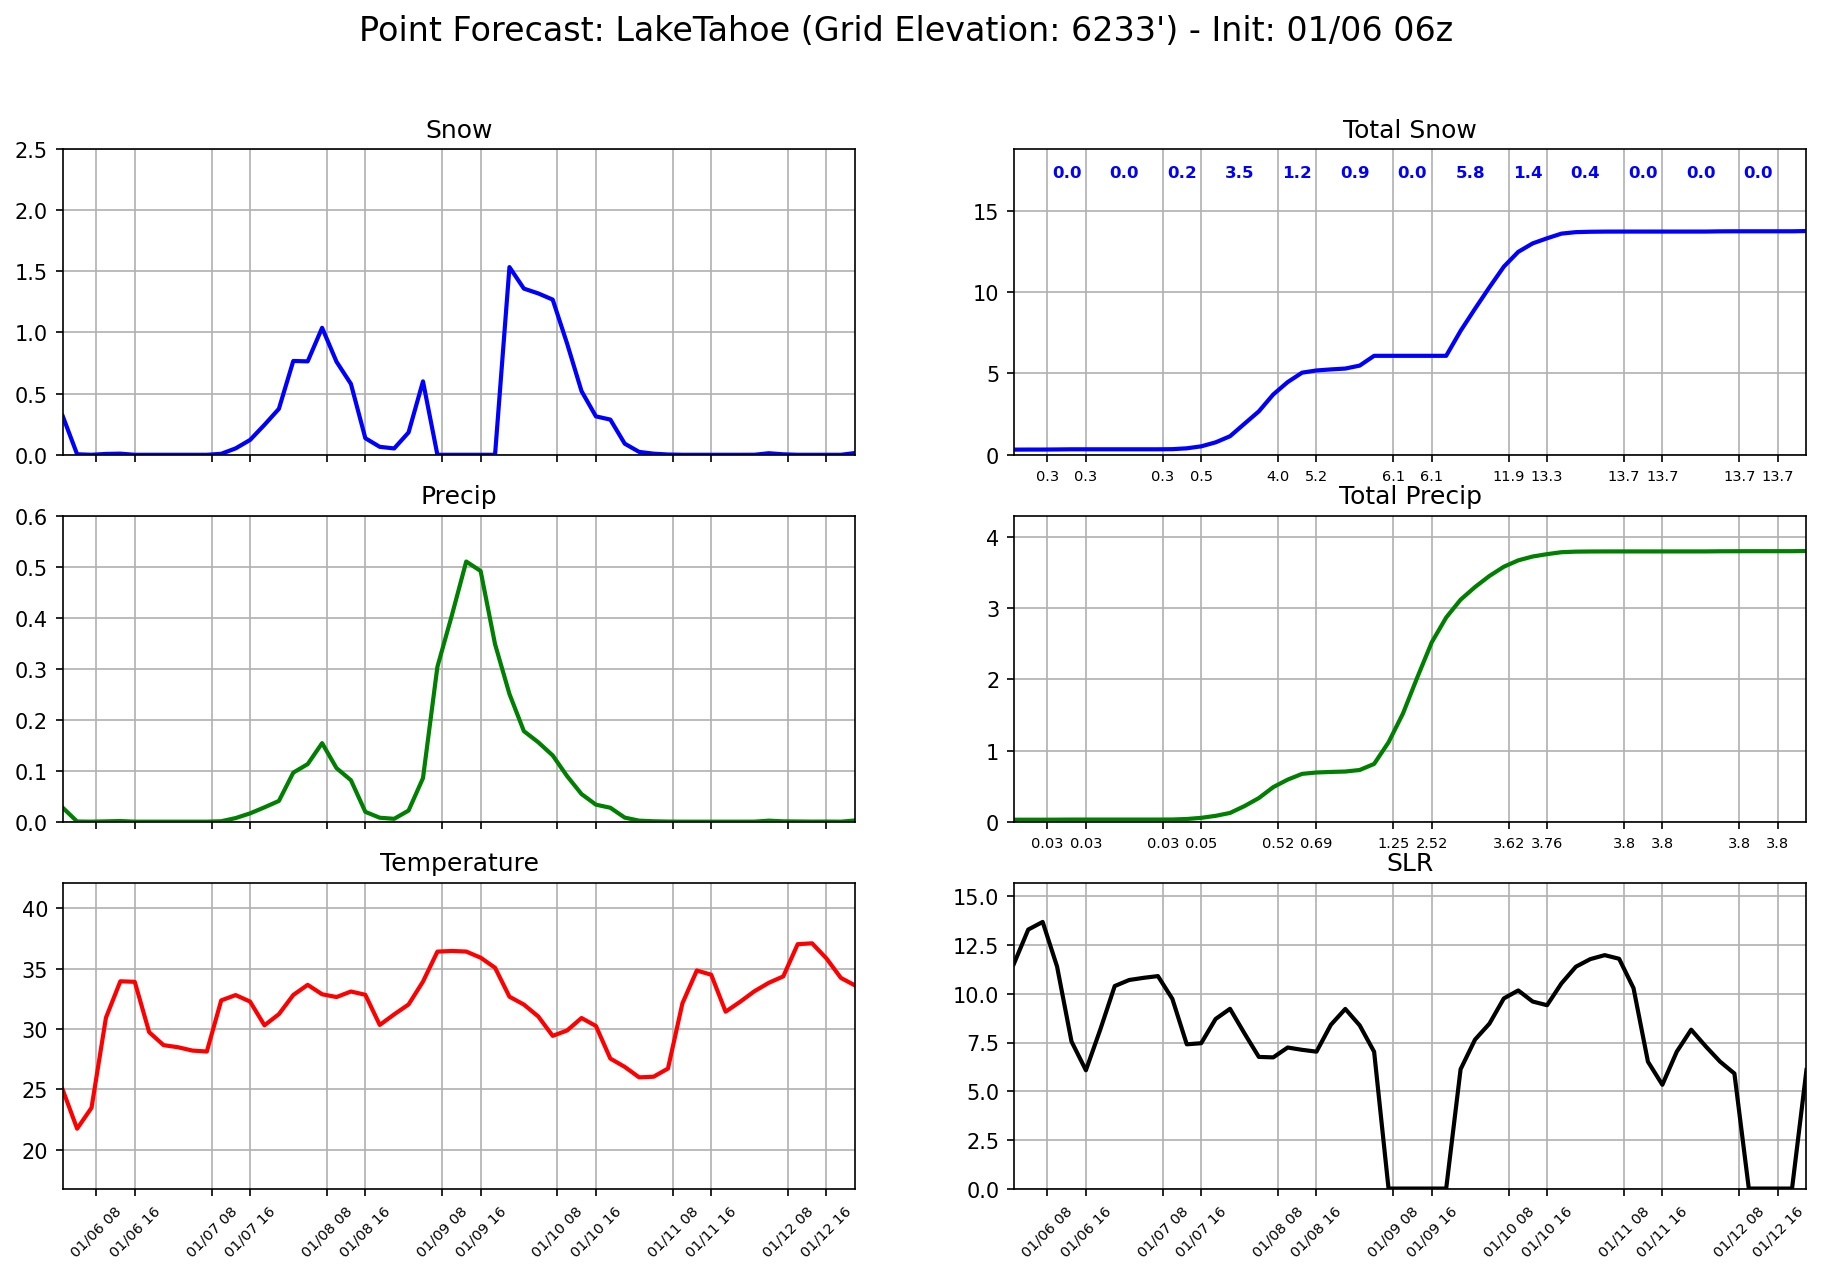 Point Forecast: LakeTahoe (Grid Elevation: 6233') - Init: 01/06 06z
Snow
2.5
2.0
1.5
1.0
0.5
0.0
Total Snow
0.0 0.0 0.2 3.5 1.2 0.9 0.0 5.8 1.4 0.4 0.0 0.0 0.0
15
10
5
0
0.3 0.3 0.3 0.5 4.0 5.2 6.1 6.1 11.9 13.3 13.7 13.7 13.7 13.7
Precip
0.6
0.5
0.4
0.3
0.2
0.1
0.0
Total Precip
4
3
2
1
0
0.03 0.03 0.03 0.05 0.52 0.69 1.25 2.52 3.62 3.76 3.8 3.8 3.8 3.8
Temperature
40
35
30
25
20
01/06 08 01/06 16 01/07 08 01/07 16 01/08 08 01/08 16 01/09 08 01/09 16 01/10 08 01/10 16 01/11 08 01/11 16 01/12 08 01/12 16
SLR
15.0
12.5
10.0
7.5
5.0
2.5
0.0
01/06 08 01/06 16 01/07 08 01/07 16 01/08 08 01/08 16 01/09 08 01/09 16 01/10 08 01/10 16 01/11 08 01/11 16 01/12 08 01/12 16